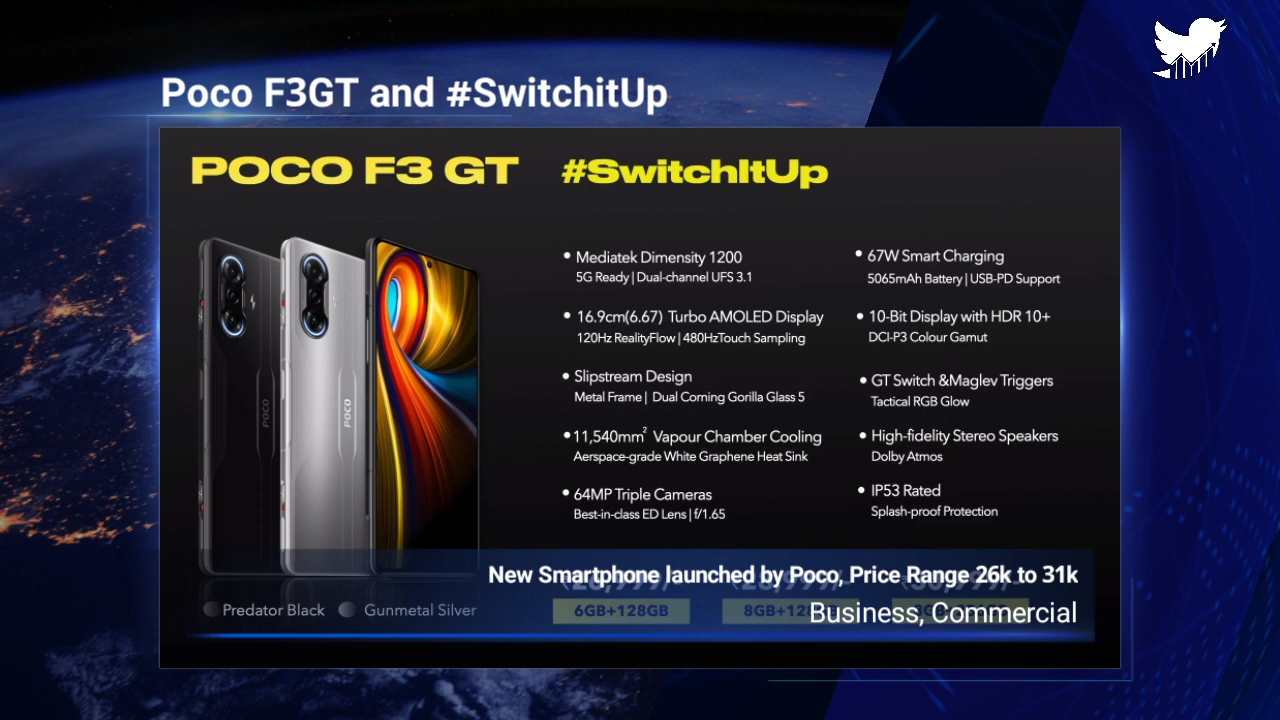 Poco F3GT and #SwitchitUp
POCO F3 GT #SwitchItUp
• Mediatek Dimensity 1200
5G Ready | Dual-channel UFS 3.1
• 16.9cm(6.67) Turbo AMOLED Display
120Hz RealityFlow | 480HzTouch Sampling
• Slipstream Design
Metal Frame | Dual Corning Gorilla Glass 5
• 11,540mm² Vapour Chamber Cooling
Aerspace-grade White Graphene Heat Sink
• 64MP Triple Cameras
Best-in-class ED Lens | f/1.65
• 67W Smart Charging
5065mAh Battery | USB-PD Support
• 10-Bit Display with HDR 10+
DCI-P3 Colour Gamut
• GT Switch &Maglev Triggers
Tactical RGB Glow
• High-fidelity Stereo Speakers
Dolby Atmos
• IP53 Rated
Splash-proof Protection
POCO
POCO
New Smartphone launched by Poco, Price Range 26k to 31k
Predator Black Gunmetal Silver
6GB+128GB
Business, Commercial